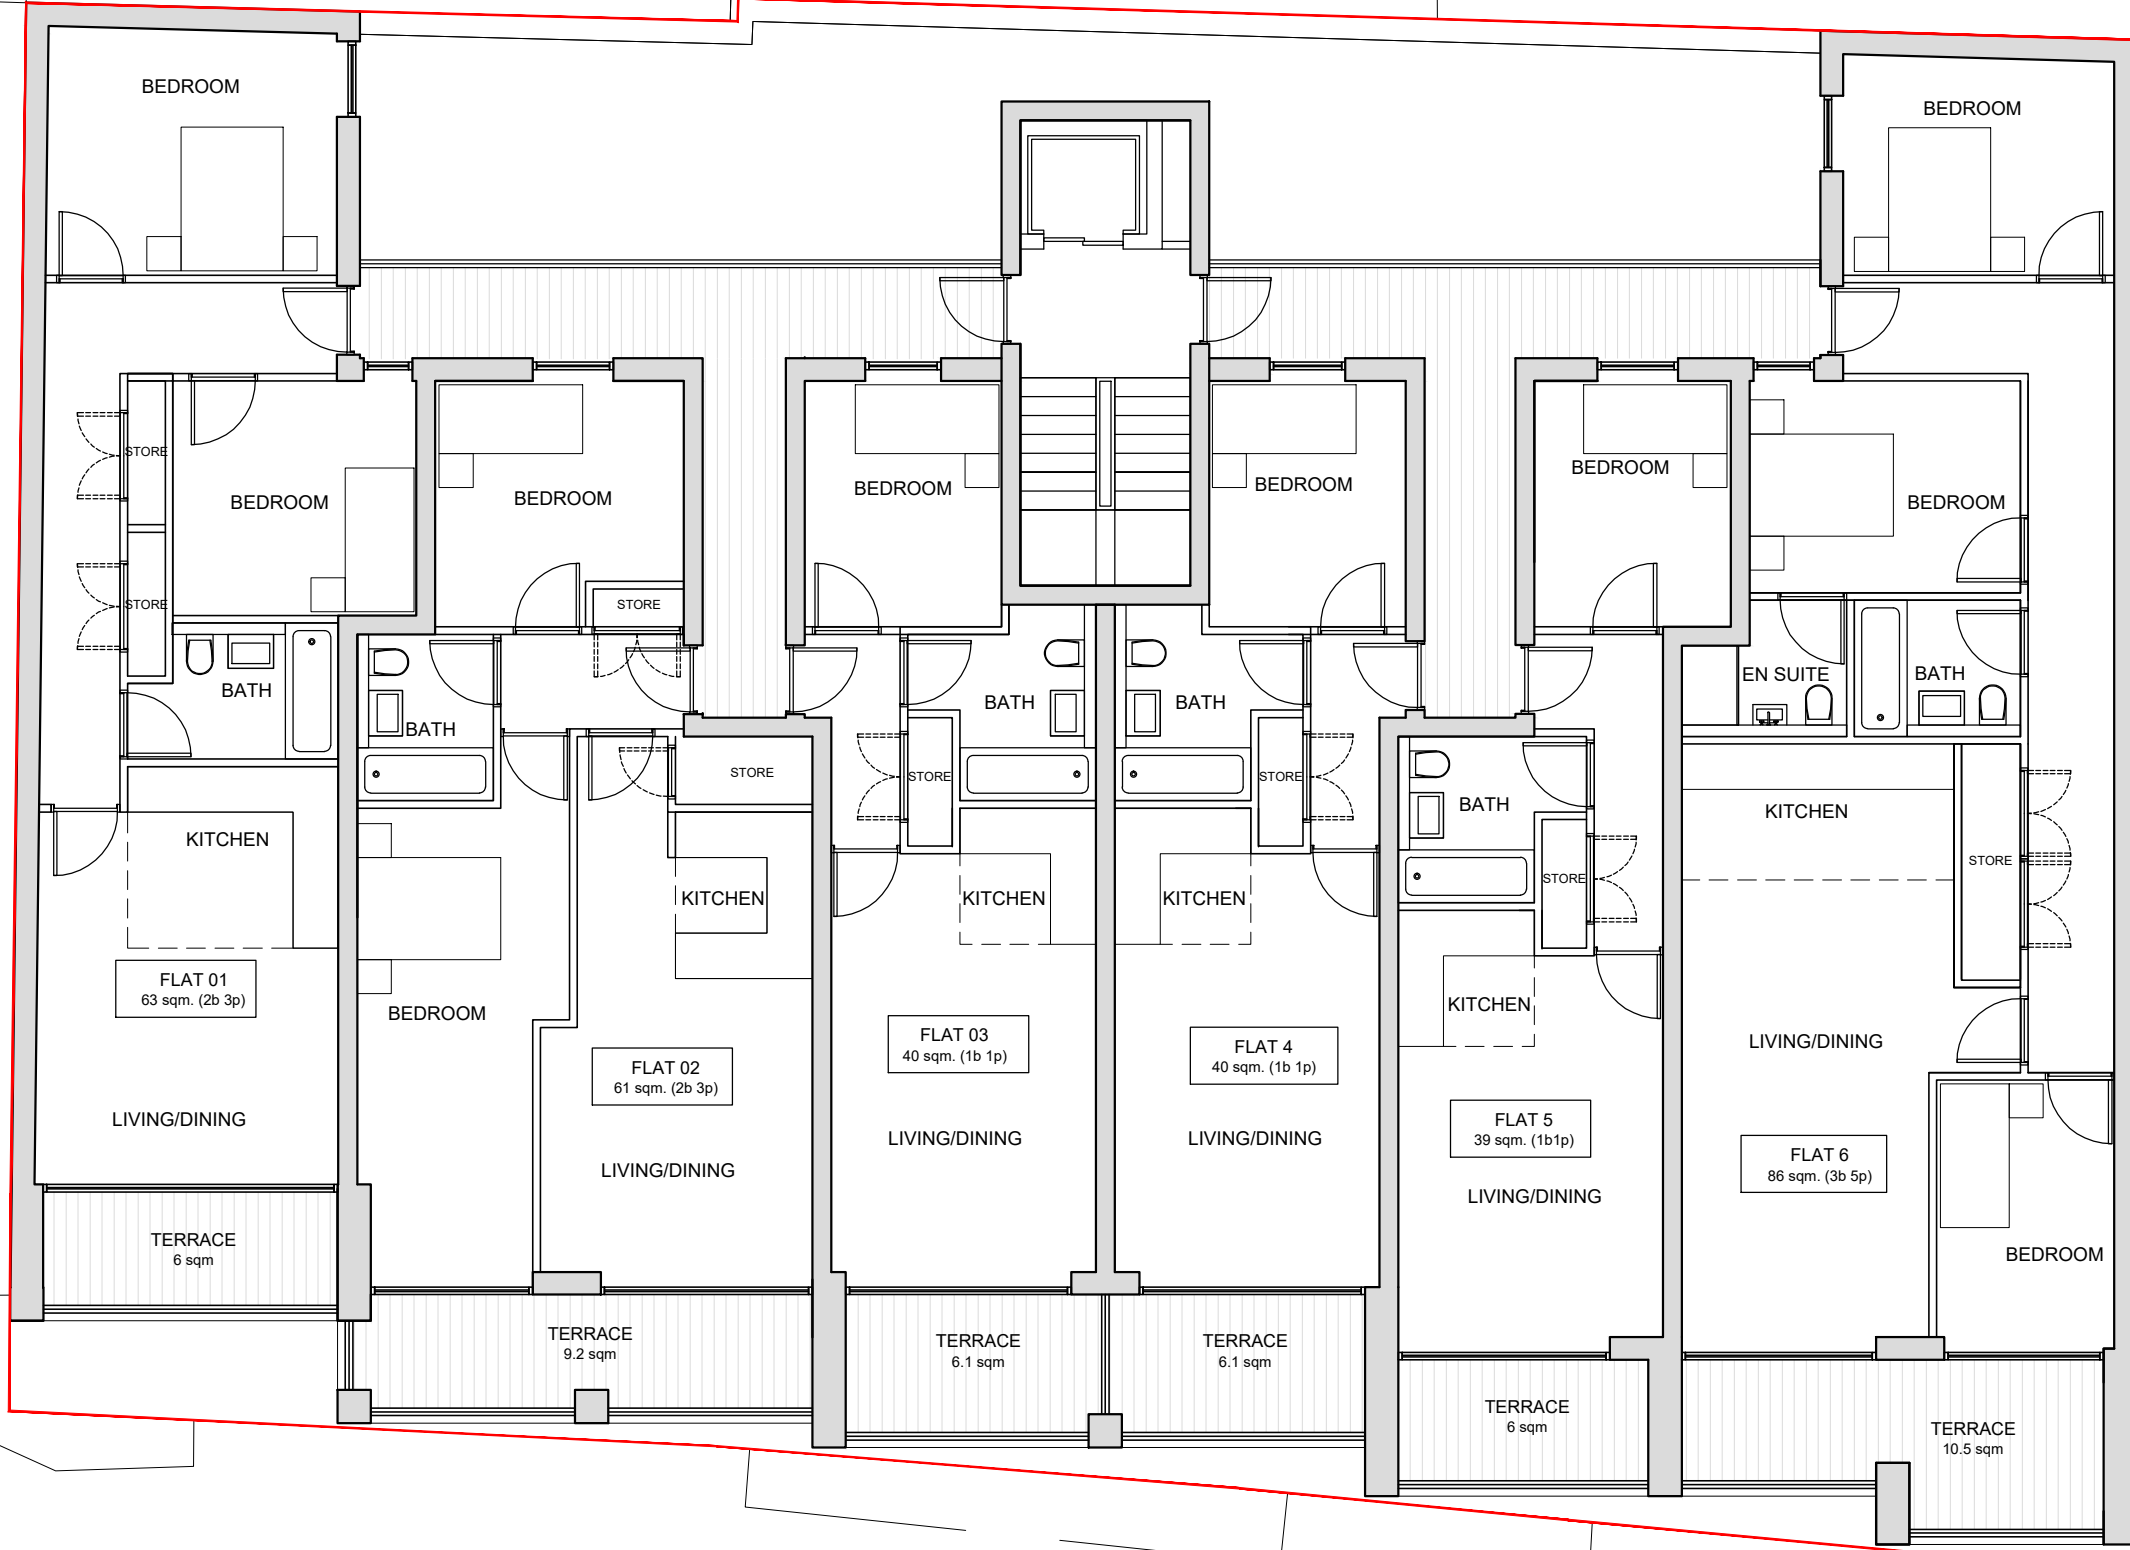 BEDROOM
BEDROOM
STORE
BEDROOM
STORE
BATH
KITCHEN
FLAT 01
63 sqm. (2b 3p)
LIVING/DINING
TERRACE
6 sqm
BEDROOM
STORE
BATH
STORE
KITCHEN
BEDROOM
FLAT 02
61 sqm. (2b 3p)
LIVING/DINING
TERRACE
9.2 sqm
BEDROOM
BATH
STORE
KITCHEN
FLAT 03
40 sqm. (1b 1p)
LIVING/DINING
TERRACE
6.1 sqm
BEDROOM
BATH
STORE
KITCHEN
FLAT 4
40 sqm. (1b 1p)
LIVING/DINING
TERRACE
6.1 sqm
BEDROOM
BATH
STORE
KITCHEN
FLAT 5
39 sqm. (1b1p)
LIVING/DINING
TERRACE
6 sqm
BEDROOM
EN SUITE
BATH
KITCHEN
STORE
LIVING/DINING
FLAT 6
86 sqm. (3b 5p)
BEDROOM
TERRACE
10.5 sqm